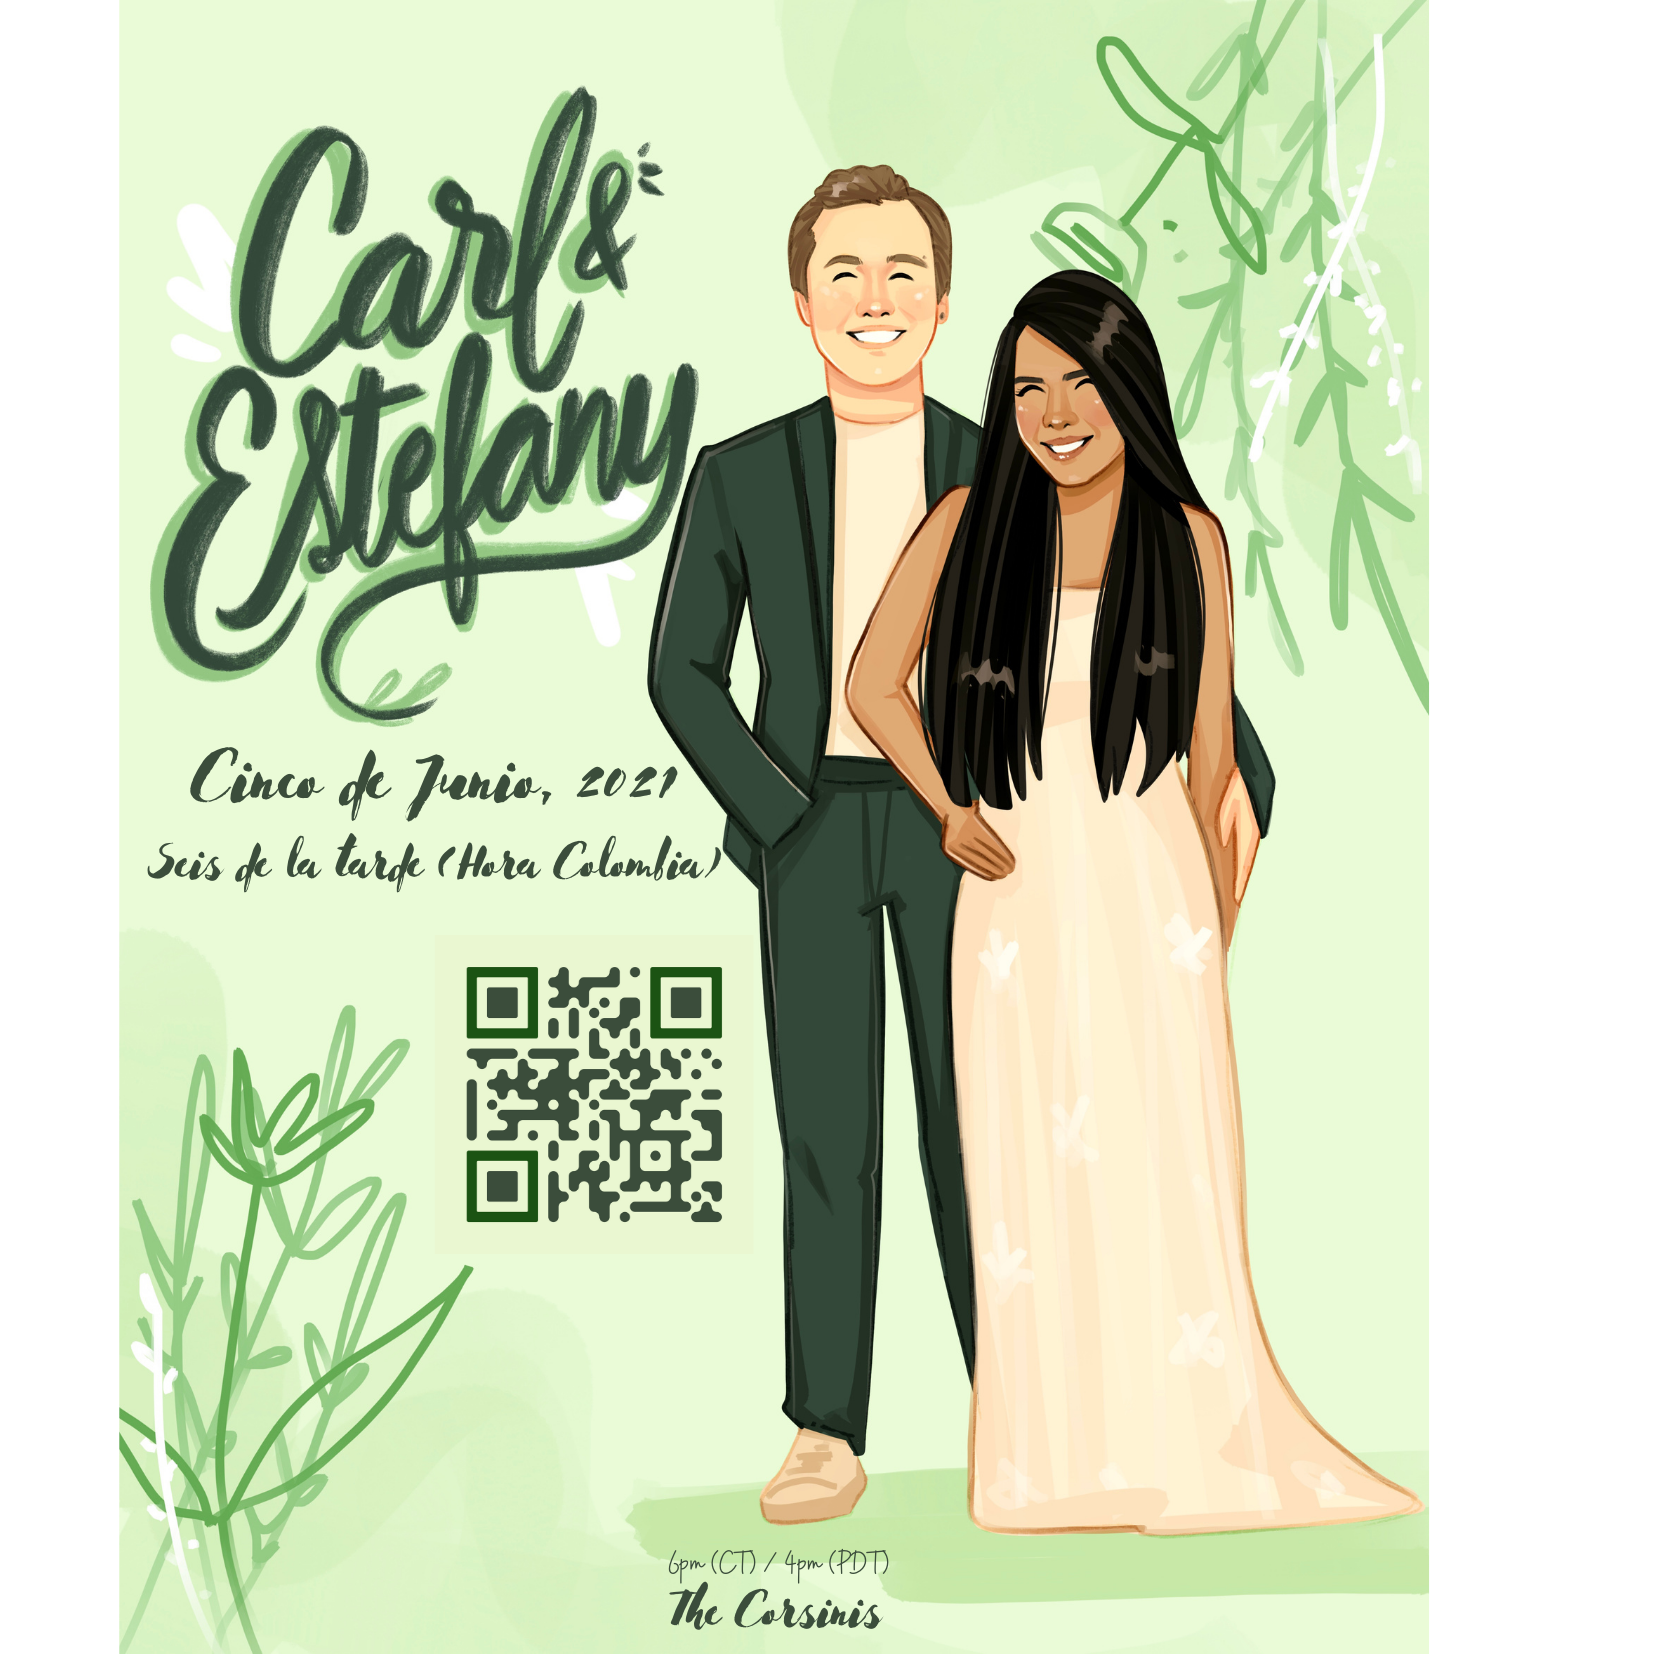 Carl &
Estefany
Cinco de Junio, 2021
Seis de la tarde (Hora Colombia)
6pm (CT) / 4pm (PDT)
The Corsinis